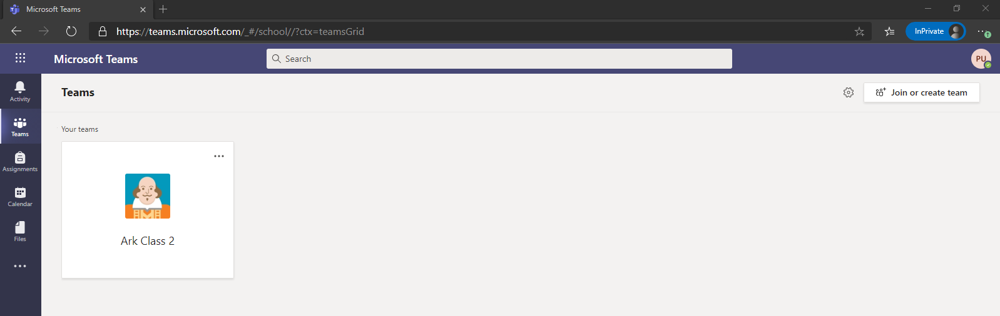 Microsoft Teams
https://teams.microsoft.com/_#/school//?ctx=teamsGrid
InPrivate
Microsoft Teams
Search
PU
Activity
Teams
Assignments
Calendar
Files
Teams
Join or create team
Your teams
Ark Class 2